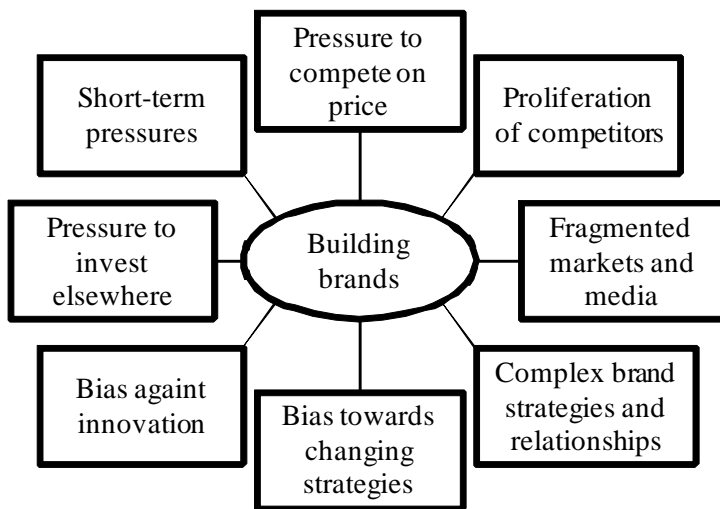 Pressure to
compete on
price
Short-term
pressures
Proliferation
of competitors
Pressure to
invest
elsewhere
Building
brands
Fragmented
markets and
media
Bias againt
innovation
Bias towards
changing
strategies
Complex brand
strategies and
relationships